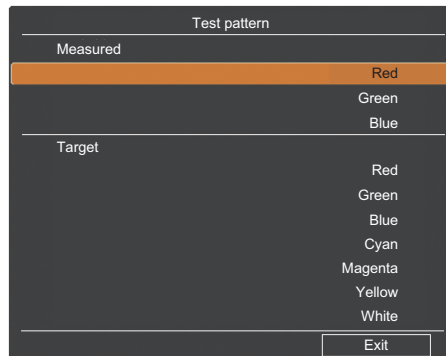 Test pattern
Measured
Red
Green
Blue
Target
Red
Green
Blue
Cyan
Magenta
Yellow
White
Exit